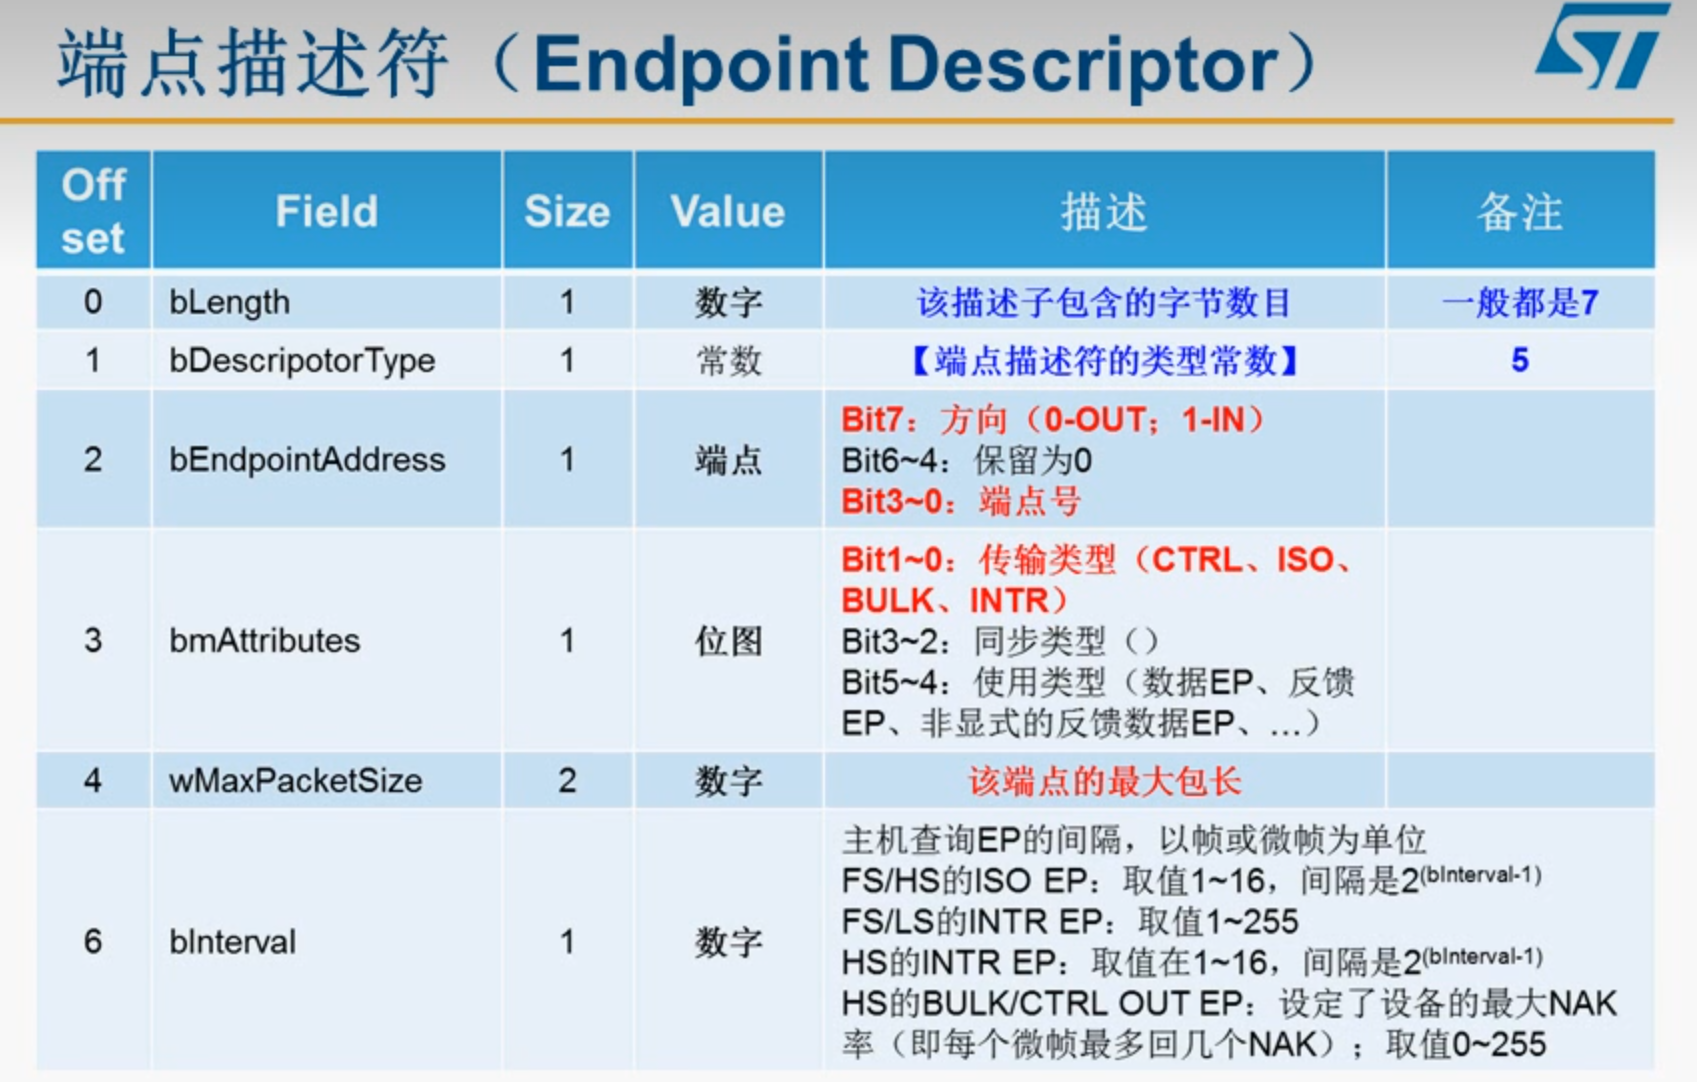 端点描述符（Endpoint Descriptor）
ST
Off
set
Field
Size
Value
描述
备注
0
bLength
1
数字
该描述子包含的字节数目
一般都是7
1
bDescripotorType
1
常数
【端点描述符的类型常数】
5
2
bEndpointAddress
1
端点
Bit7：方向（0-OUT；1-IN）
Bit6~4：保留为0
Bit3~0：端点号
3
bmAttributes
1
位图
Bit1~0：传输类型（CTRL、ISO、
BULK、INTR）
Bit3~2：同步类型（）
Bit5~4：使用类型（数据EP、反馈
EP、非显式的反馈数据EP、…）
4
wMaxPacketSize
2
数字
该端点的最大包长
6
bInterval
1
数字
主机查询EP的间隔，以帧或微帧为单位
FS/HS的ISO EP：取值1~16，间隔是2(bInterval-1)
FS/LS的INTR EP：取值1~255
HS的INTR EP：取值在1~16，间隔是2(bInterval-1)
HS的BULK/CTRL OUT EP：设定了设备的最大NAK
率（即每个微帧最多回几个NAK）；取值0~255